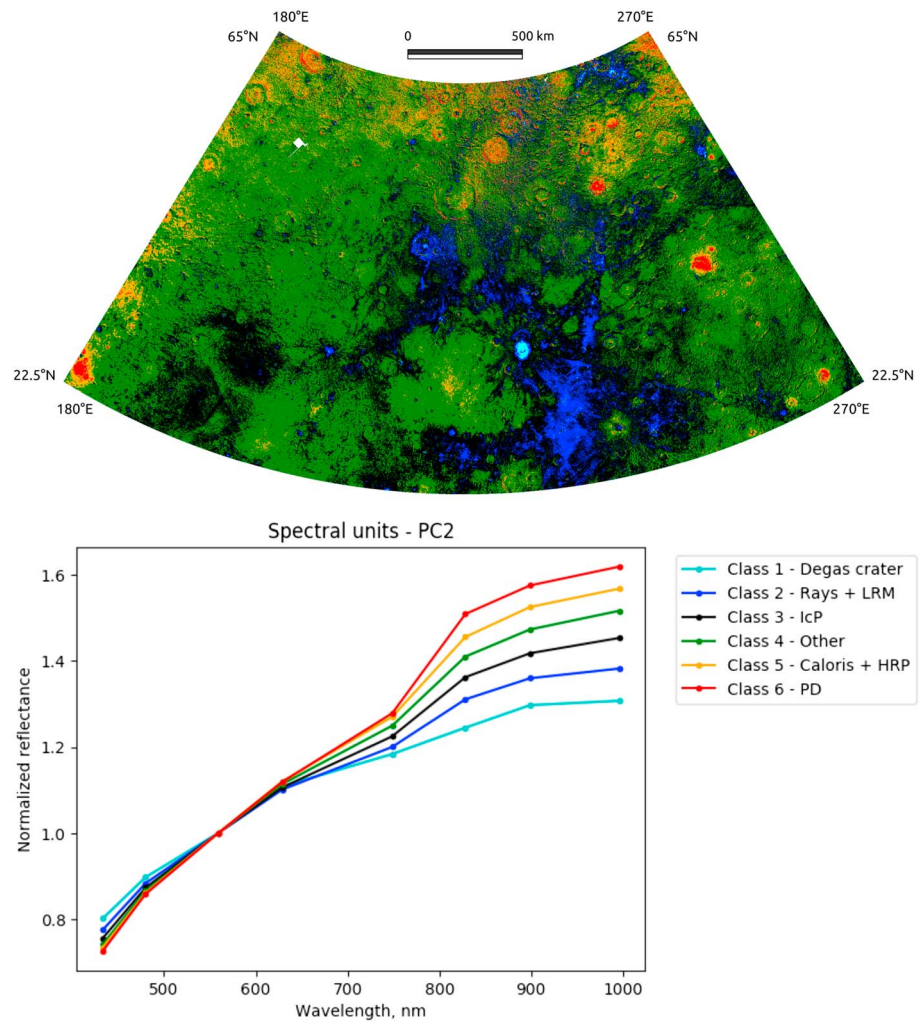 180°E
270°E
65°N
0
500 km
65°N
22.5°N
22.5°N
180°E
270°E
Spectral units - PC2
1.6
1.4
1.2
1.0
0.8
Normalized reflectance
500
600
700
800
900
1000
Wavelength, nm
Class 1 - Degas crater
Class 2 - Rays + LRM
Class 3 - IcP
Class 4 - Other
Class 5 - Caloris + HRP
Class 6 - PD